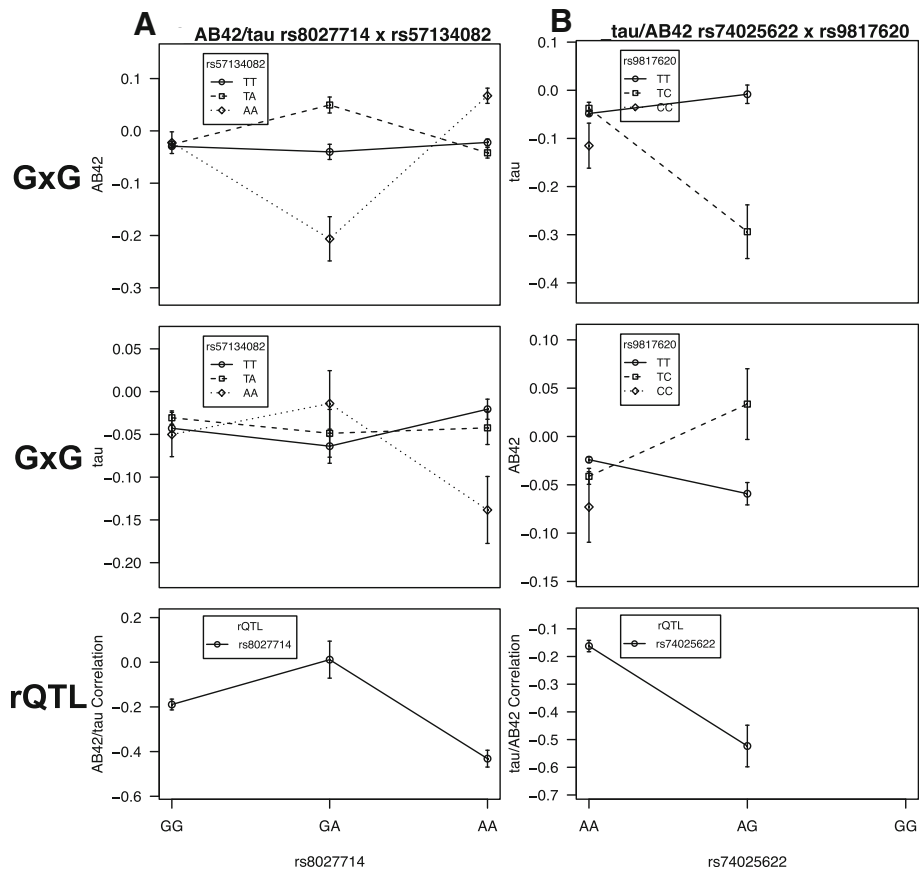 A
B
AB42/tau rs8027714 x rs57134082
_tau/AB42 rs74025622 x rs9817620
GxG
AB42
0.1
0.0
−0.1
−0.2
−0.3
rs57134082
TT
TA
AA
tau
0.1
0.0
−0.1
−0.2
−0.3
−0.4
rs9817620
TT
TC
CC
GxG
tau
0.05
0.00
−0.05
−0.10
−0.15
−0.20
rs57134082
TT
TA
AA
AB42
0.10
0.05
0.00
−0.05
−0.10
−0.15
rs9817620
TT
TC
CC
rQTL
AB42/tau Correlation
0.2
0.0
−0.2
−0.4
−0.6
rQTL
rs8027714
GG
GA
AA
rs8027714
tau/AB42 Correlation
−0.1
−0.2
−0.3
−0.4
−0.5
−0.6
−0.7
rQTL
rs74025622
AA
AG
GG
rs74025622